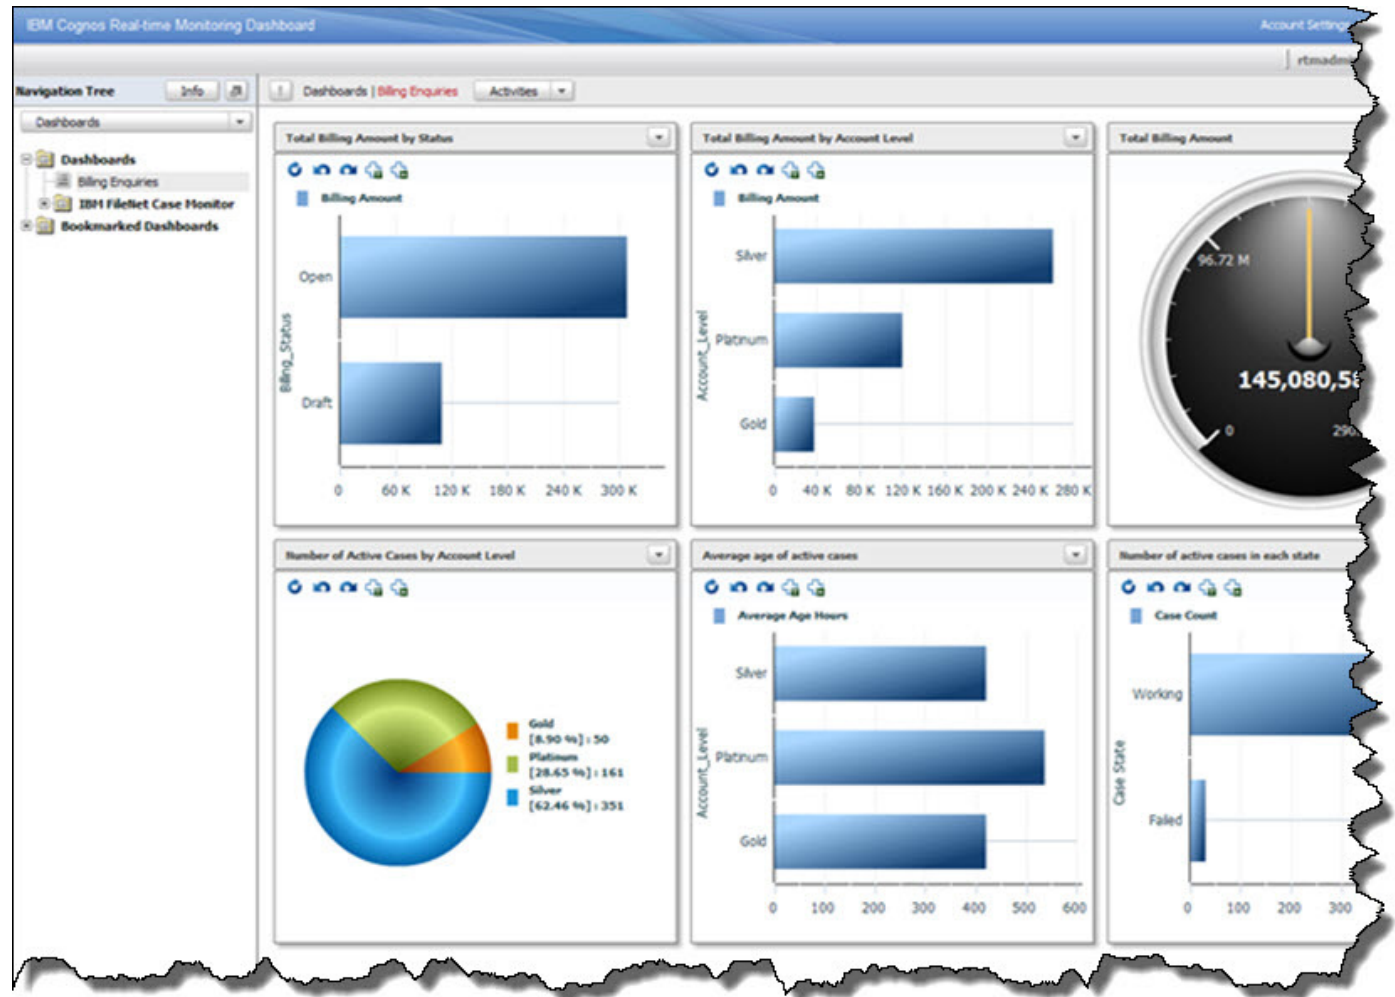 IBM Cognos Real-time Monitoring Dashboard
Account Settings
Navigation Tree
Info
! Dashboards | Billing Enquiries
Activities
Dashboards
Dashboards
Billing Enquiries
IBM FileNet Case Monitor
Bookmarked Dashboards
Total Billing Amount by Status
Billing Amount
Billing_Status
Open
Draft
0 60 K 120 K 180 K 240 K 300 K
Total Billing Amount by Account Level
Billing Amount
Account_Level
Silver
Platinum
Gold
0 40 K 80 K 120 K 160 K 200 K 240 K 280 K
Total Billing Amount
96.72 M
0
Number of Active Cases by Account Level
Gold
[8.90 %] : 50
Platinum
[28.65 %] : 161
Silver
[62.46 %] : 351
Average age of active cases
Average Age Hours
Account_Level
Silver
Platinum
Gold
0 100 200 300 400 500 600
Number of active cases in each state
Case Count
Case State
Working
Failed
0 100 200 300